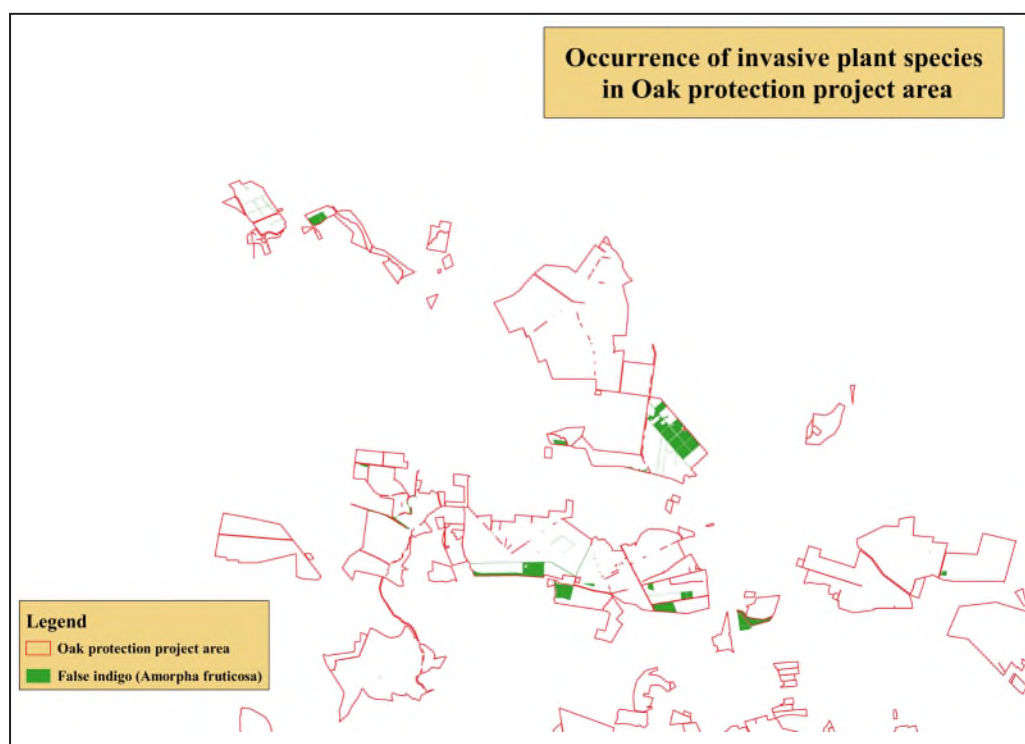 Occurrence of invasive plant species
in Oak protection project area
Legend
Oak protection project area
False indigo (Amorpha fruticosa)